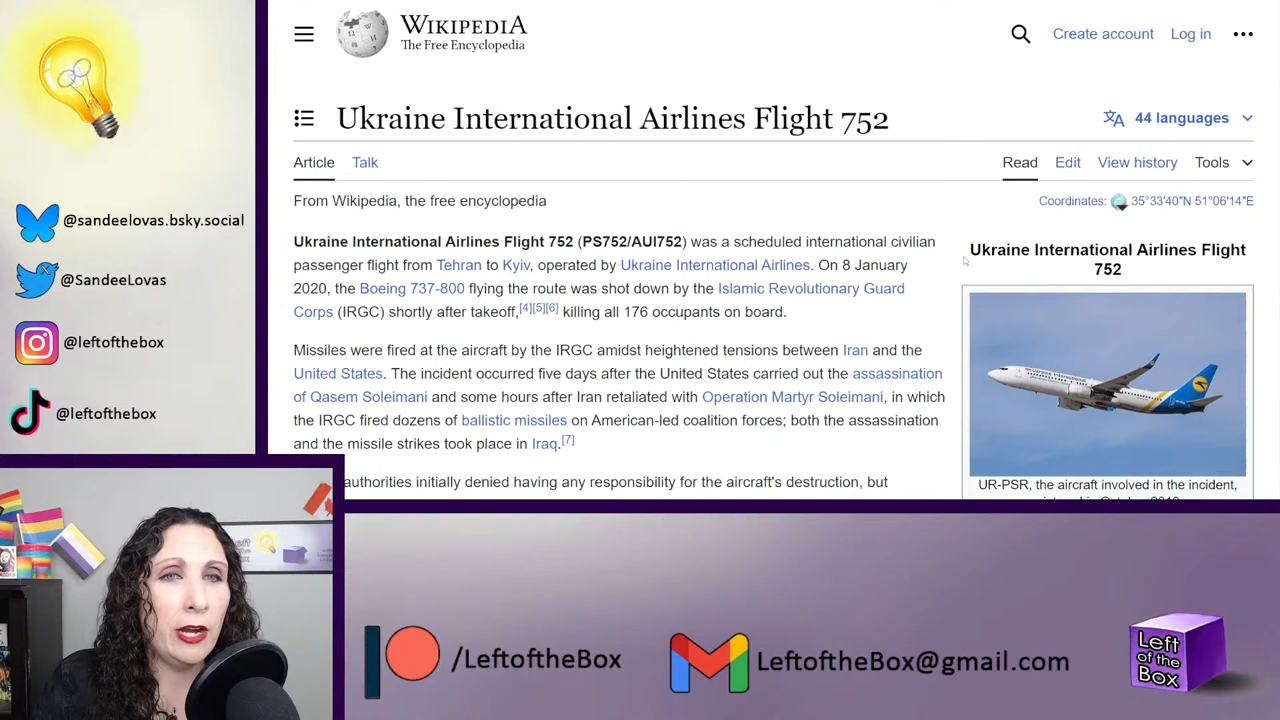 WIKIPEDIA
The Free Encyclopedia
Create account Log in
Ukraine International Airlines Flight 752
44 languages
Article Talk
Read Edit View history Tools
From Wikipedia, the free encyclopedia
Coordinates: 35°33′40″N 51°06′14″E
Ukraine International Airlines Flight 752 (PS752/AUI752) was a scheduled international civilian
passenger flight from Tehran to Kyiv, operated by Ukraine International Airlines. On 8 January
2020, the Boeing 737-800 flying the route was shot down by the Islamic Revolutionary Guard
Corps (IRGC) shortly after takeoff,[4][5][6] killing all 176 occupants on board.
Missiles were fired at the aircraft by the IRGC amidst heightened tensions between Iran and the
United States. The incident occurred five days after the United States carried out the assassination
of Qasem Soleimani and some hours after Iran retaliated with Operation Martyr Soleimani, in which
the IRGC fired dozens of ballistic missiles on American-led coalition forces; both the assassination
and the missile strikes took place in Iraq.[7]
authorities initially denied having any responsibility for the aircraft's destruction, but
Ukraine International Airlines Flight
752
UR-PSR, the aircraft involved in the incident,
@sandeelovas.bsky.social
@SandeeLovas
@leftofthebox
@leftofthebox
/LeftoftheBox
LeftoftheBox@gmail.com
Left
of the
Box